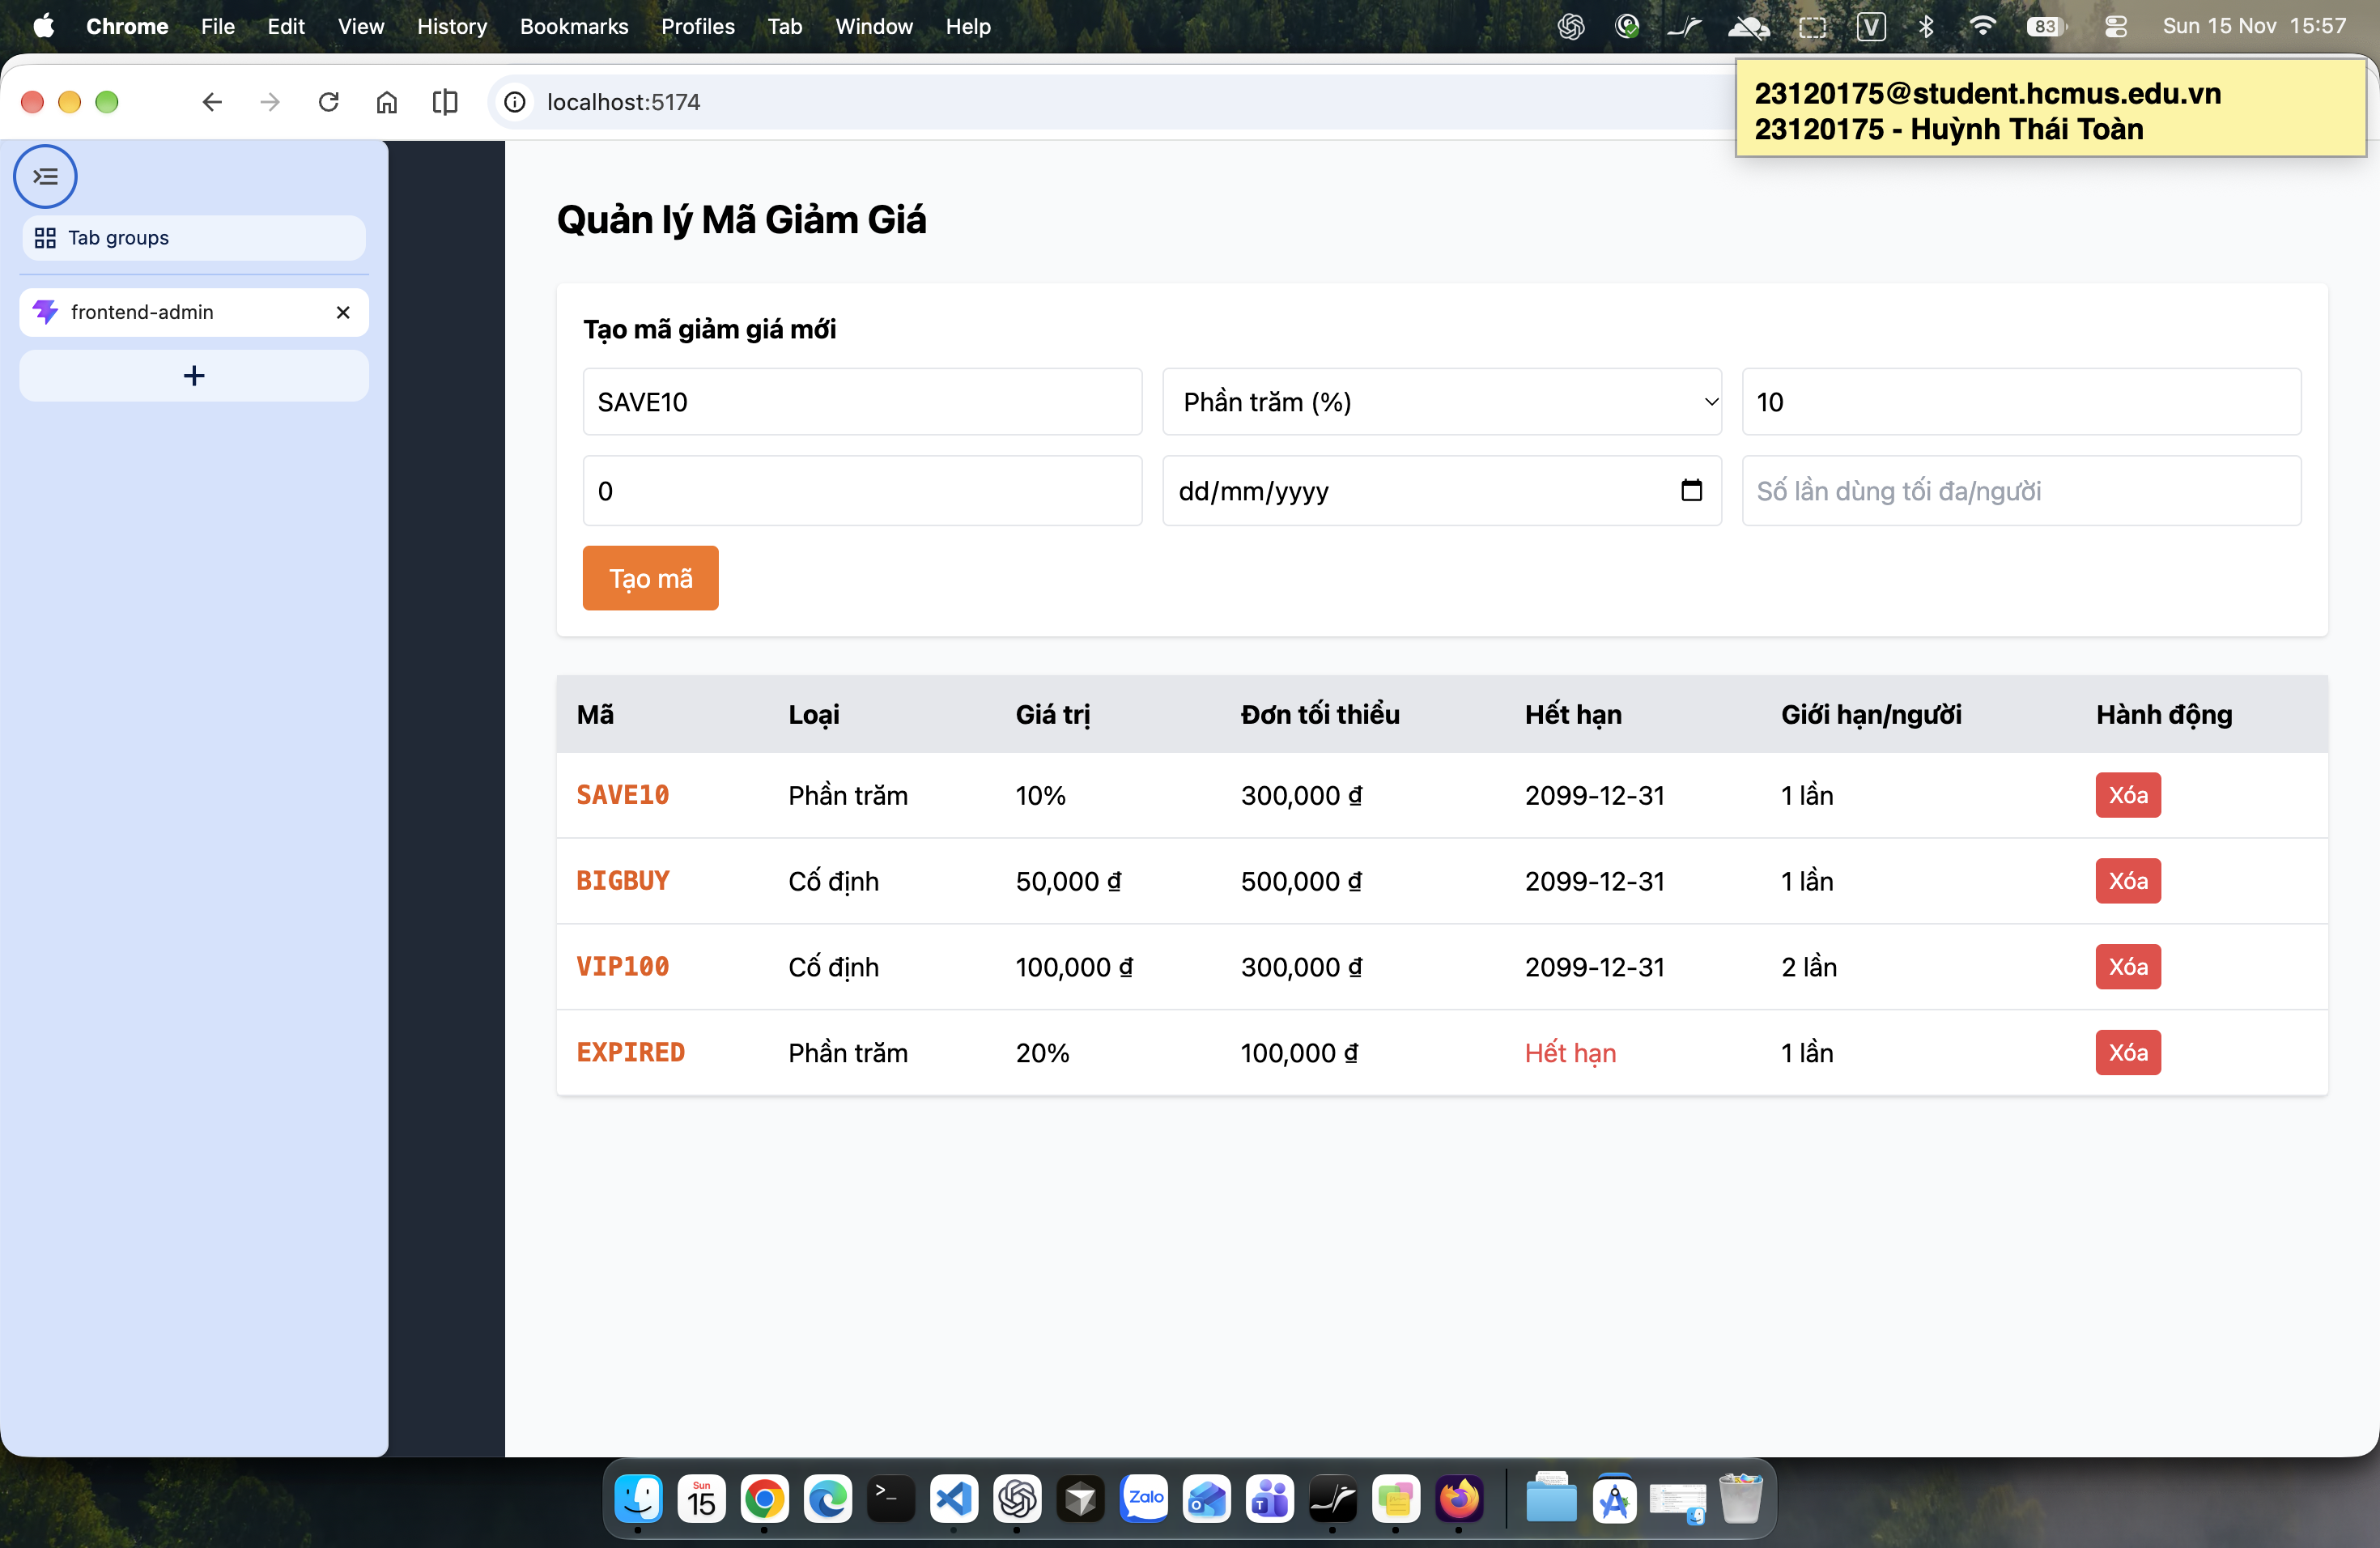 Chrome File Edit View History Bookmarks Profiles Tab Window Help V 83 Sun 15 Nov 15:57
localhost:5174
23120175@student.hcmus.edu.vn
23120175 - Huỳnh Thái Toàn
Tab groups
frontend-admin
Quản lý Mã Giảm Giá
Tạo mã giảm giá mới
SAVE10 Phần trăm (%) 10
0 dd/mm/yyyy Số lần dùng tối đa/người
Tạo mã
Mã Loại Giá trị Đơn tối thiểu Hết hạn Giới hạn/người Hành động
SAVE10 Phần trăm 10% 300,000 ₫ 2099-12-31 1 lần Xóa
BIGBUY Cố định 50,000 ₫ 500,000 ₫ 2099-12-31 1 lần Xóa
VIP100 Cố định 100,000 ₫ 300,000 ₫ 2099-12-31 2 lần Xóa
EXPIRED Phần trăm 20% 100,000 ₫ Hết hạn 1 lần Xóa
Sun
15
Zalo